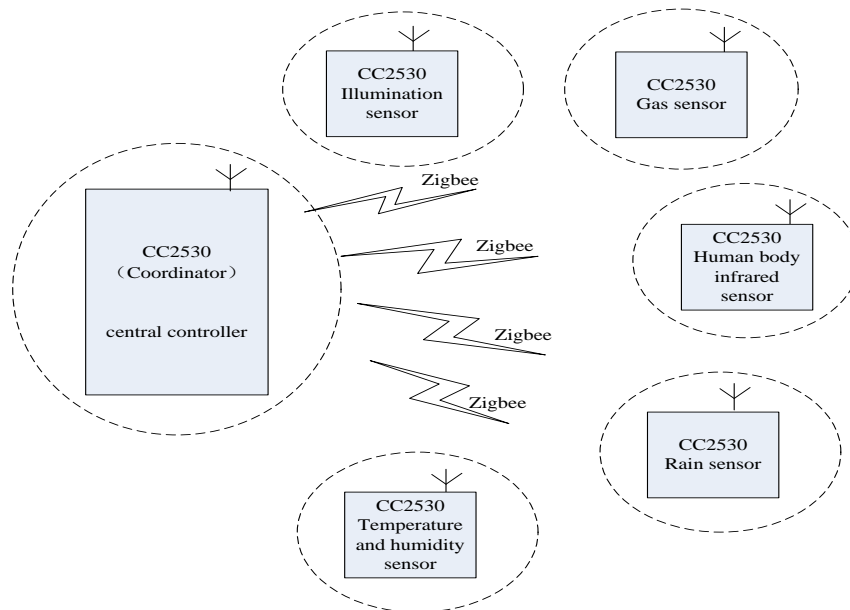 CC2530
Illumination
sensor
CC2530
Gas sensor
Zigbee
CC2530
（Coordinator）
central controller
Zigbee
CC2530
Human body
infrared
sensor
Zigbee
Zigbee
CC2530
Rain sensor
CC2530
Temperature
and humidity
sensor